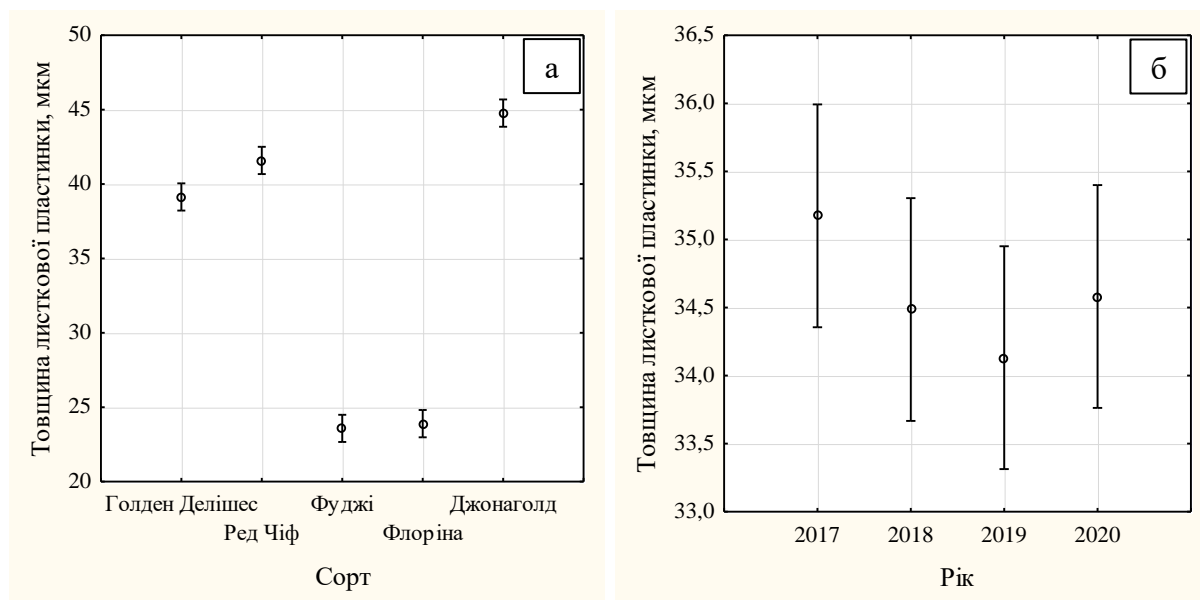 а
Товщина листкової пластинки, мкм
50
45
40
35
30
25
20
Голден Делішес
Ред Чіф
Фуджі
Флоріна
Джонаголд
Сорт
б
Товщина листкової пластинки, мкм
36,5
36,0
35,5
35,0
34,5
34,0
33,5
33,0
2017 2018 2019 2020
Рік